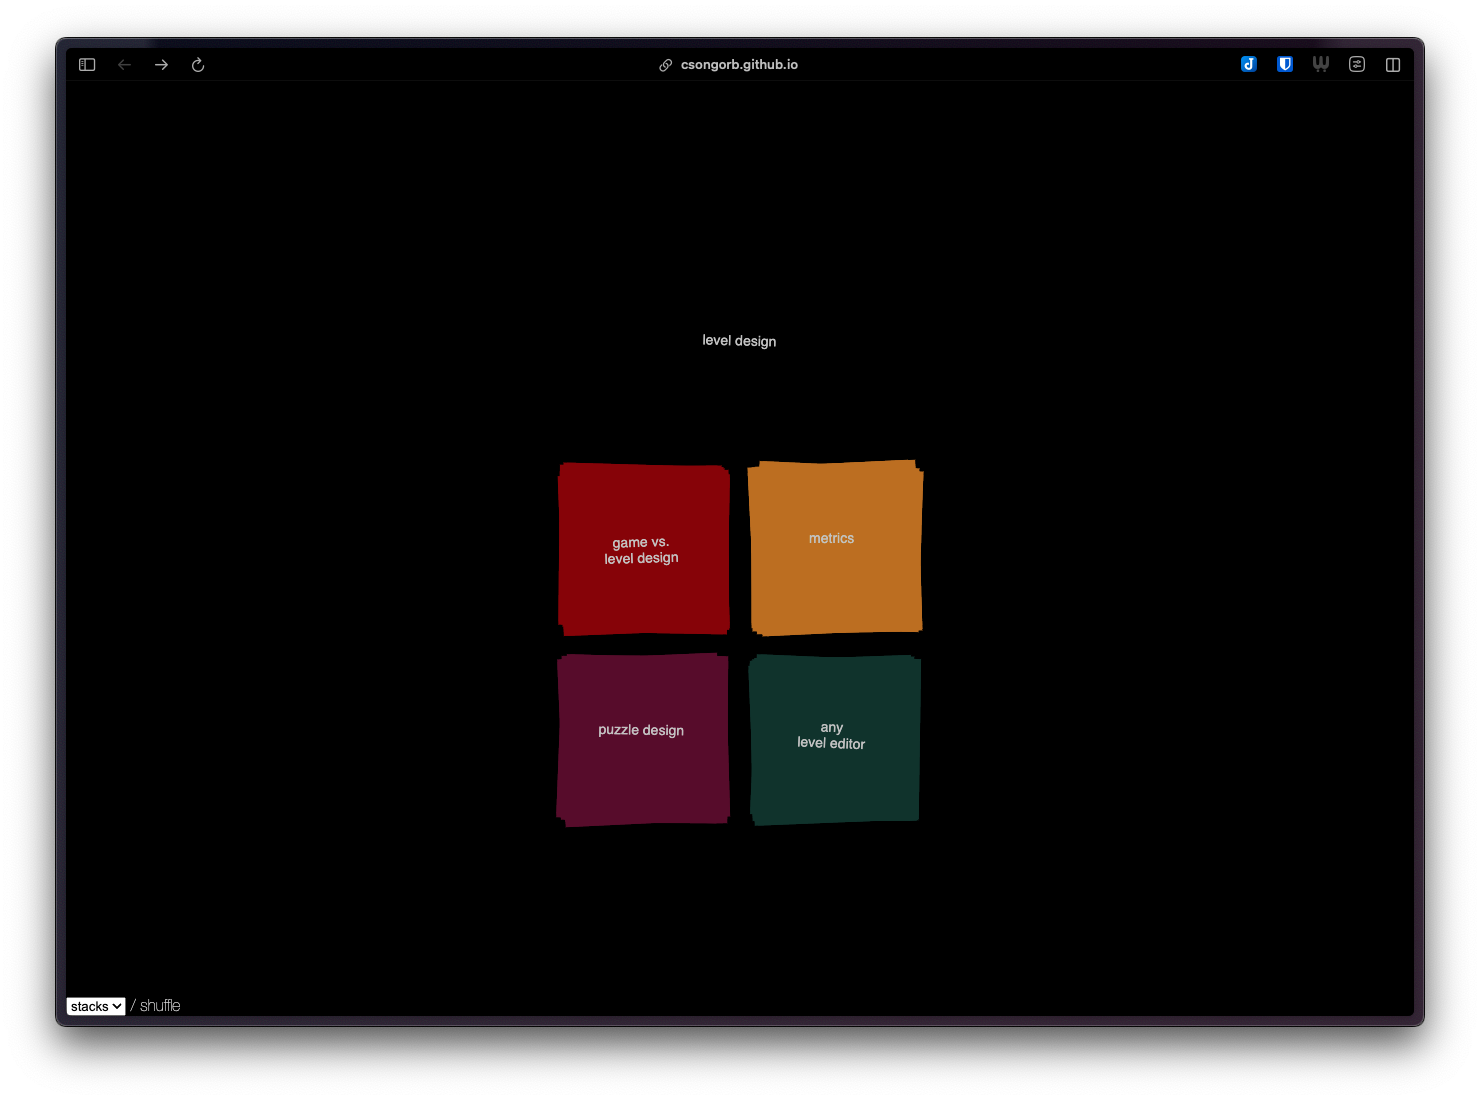 csongorb.github.io
level design
game vs.
level design
metrics
puzzle design
any
level editor
stacks / shuffle